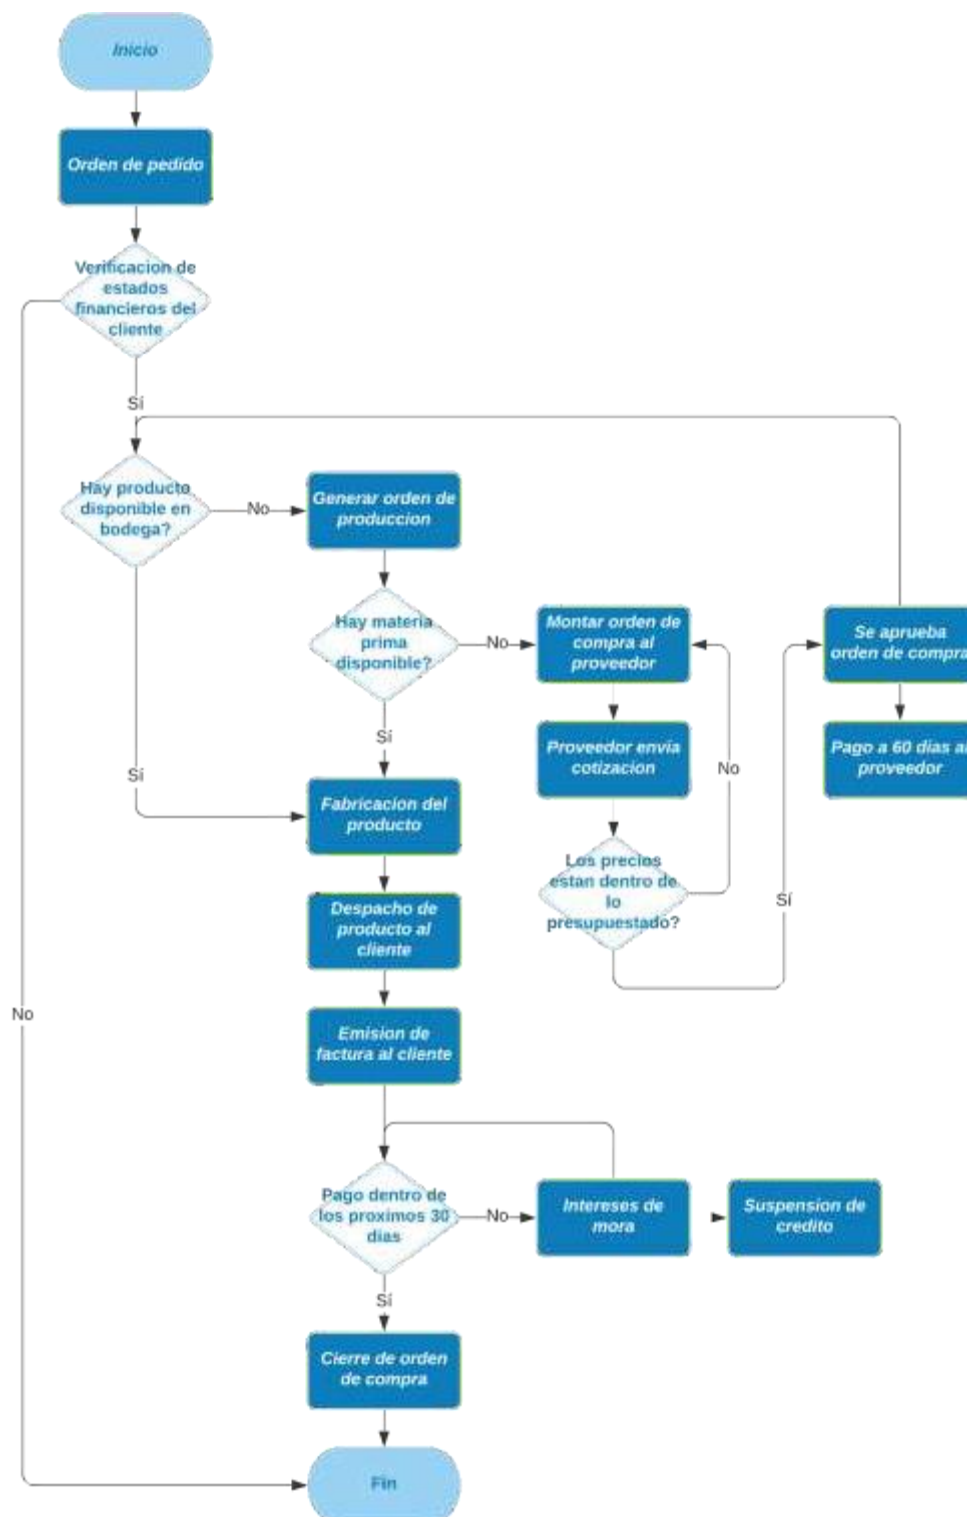 Inicio
Orden de pedido
Verificacion de
estados
financieros del
cliente
Sí
Hay producto
disponible en
bodega?
No
Generar orden de
produccion
Hay materia
prima
disponible?
No
Montar orden de
compra al
proveedor
Se aprueba
orden de compra
Sí
Sí
Proveedor envia
cotizacion
No
Pago a 60 dias al
proveedor
Fabricacion del
producto
Los precios
estan dentro de
lo
presupuestado?
Sí
Despacho de
producto al
cliente
No
Emision de
factura al cliente
Pago dentro de
los proximos 30
dias
No
Intereses de
mora
Suspension de
credito
Sí
Cierre de orden
de compra
Fin